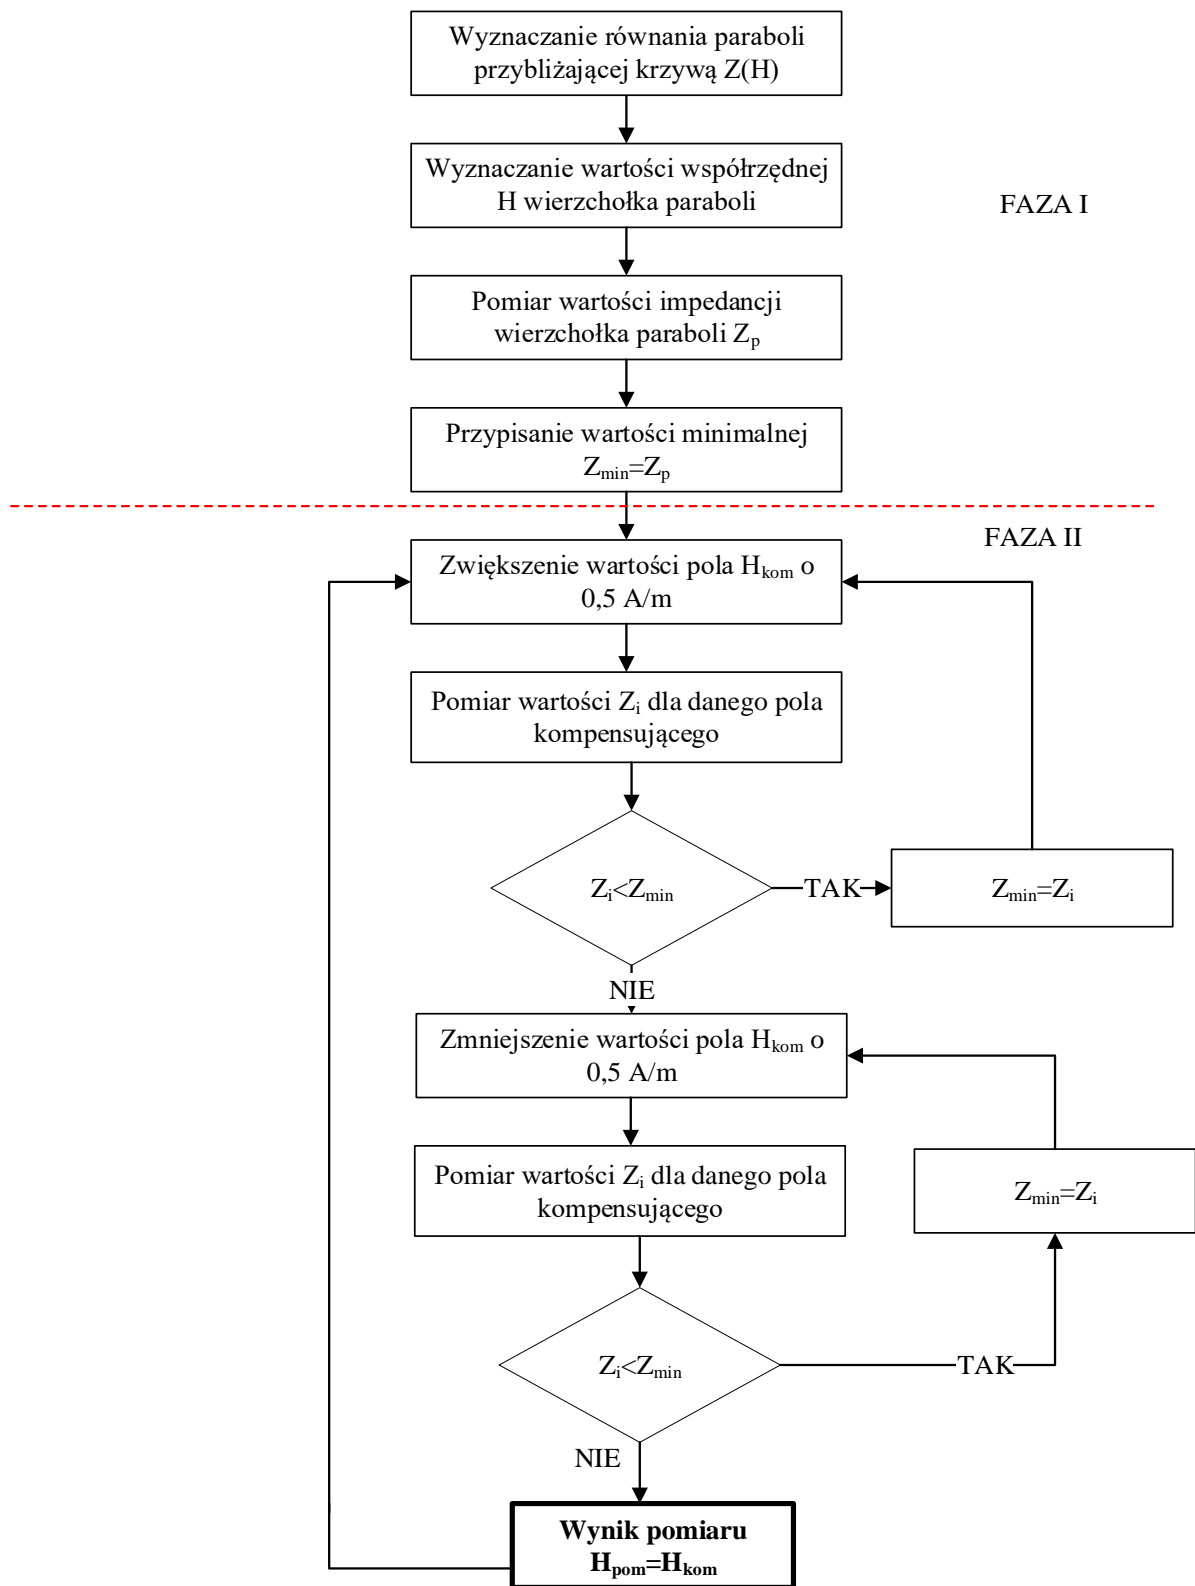 Wyznaczanie równania paraboli
przybliżającej krzywą Z(H)
Wyznaczanie wartości współrzędnej
H wierzchołka paraboli
FAZA I
Pomiar wartości impedancji
wierzchołka paraboli Zp
Przypisanie wartości minimalnej
Zmin=Zp
FAZA II
Zwiększenie wartości pola Hkom o
0,5 A/m
Pomiar wartości Zi dla danego pola
kompensującego
Zi<Zmin
TAK
Zmin=Zi
NIE
Zmniejszenie wartości pola Hkom o
0,5 A/m
Pomiar wartości Zi dla danego pola
kompensującego
Zmin=Zi
Zi<Zmin
TAK
NIE
Wynik pomiaru
Hpom=Hkom